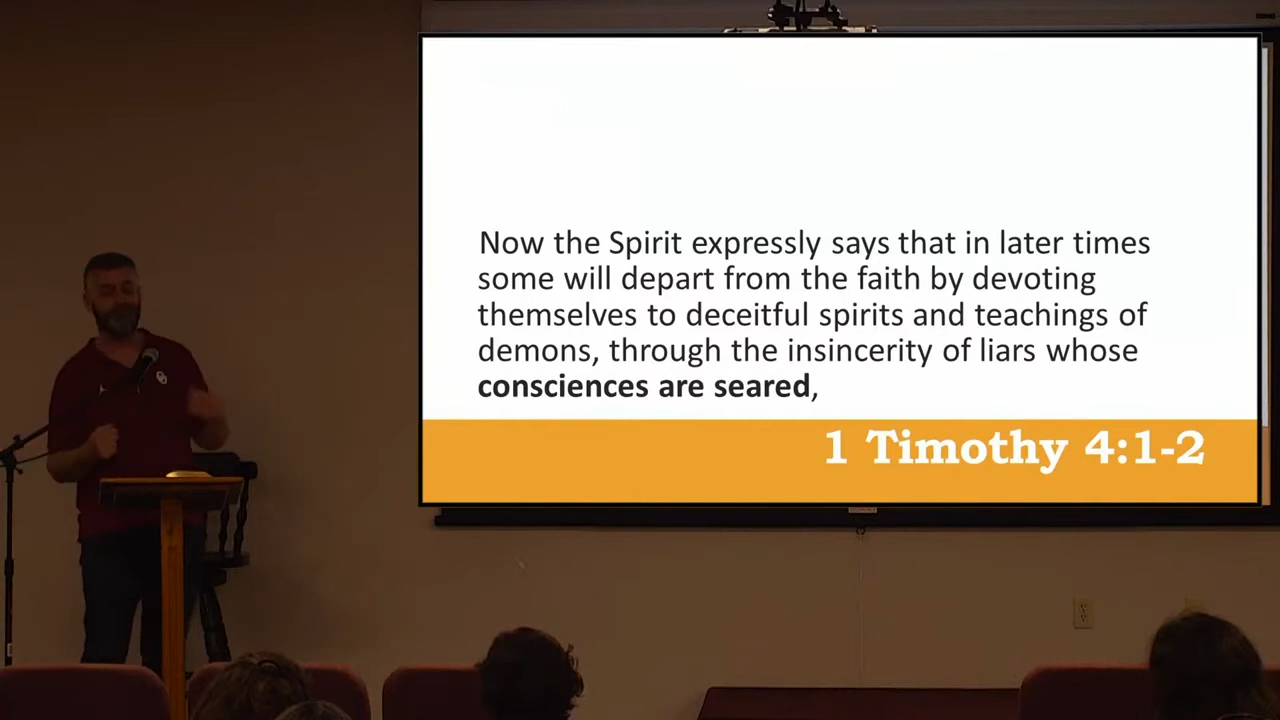 Now the Spirit expressly says that in later times
some will depart from the faith by devoting
themselves to deceitful spirits and teachings of
demons, through the insincerity of liars whose
consciences are seared,
1 Timothy 4:1-2
OU